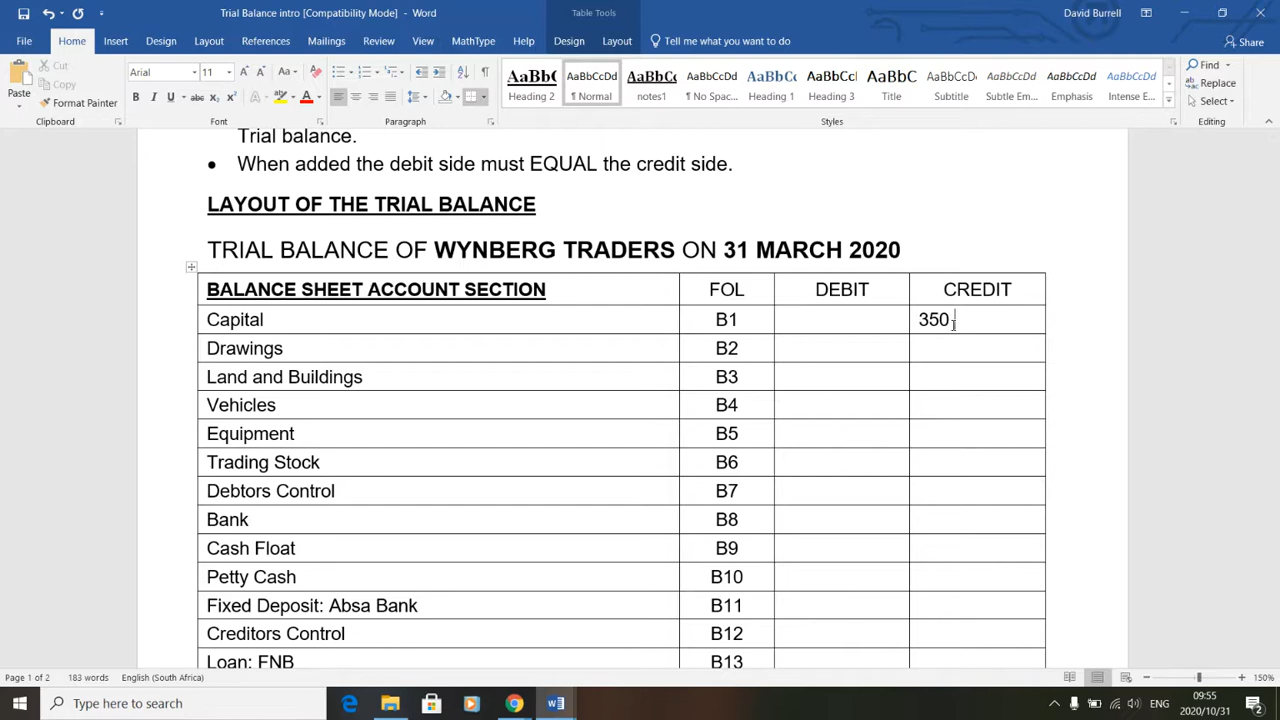 Trial Balance intro [Compatibility Mode] - Word
Table Tools
David Burrell
File Home Insert Design Layout References Mailings Review View MathType Help Design Layout Tell me what you want to do Share
Cut
Copy
Format Painter
Paste
Clipboard
Arial 11
Font
Paragraph
AaBbC AaBbCcDd AaBbCc AaBbCcDd AaBbCcI AaBbCcI AaBbC AaBbCcDd AaBbCcDd AaBbCcDd AaBbCcDd
Heading 2 ¶ Normal notes1 ¶ No Spac... Heading 1 Heading 3 Title Subtitle Subtle Em... Emphasis Intense E...
Styles
Find
Replace
Select
Editing
Trial balance.
• When added the debit side must EQUAL the credit side.
LAYOUT OF THE TRIAL BALANCE
TRIAL BALANCE OF WYNBERG TRADERS ON 31 MARCH 2020
BALANCE SHEET ACCOUNT SECTION FOL DEBIT CREDIT
Capital B1 350
Drawings B2
Land and Buildings B3
Vehicles B4
Equipment B5
Trading Stock B6
Debtors Control B7
Bank B8
Cash Float B9
Petty Cash B10
Fixed Deposit: Absa Bank B11
Creditors Control B12
Loan: FNB B13
Page 1 of 2 183 words English (South Africa) 150%
Type here to search
09:55
2020/10/31
2